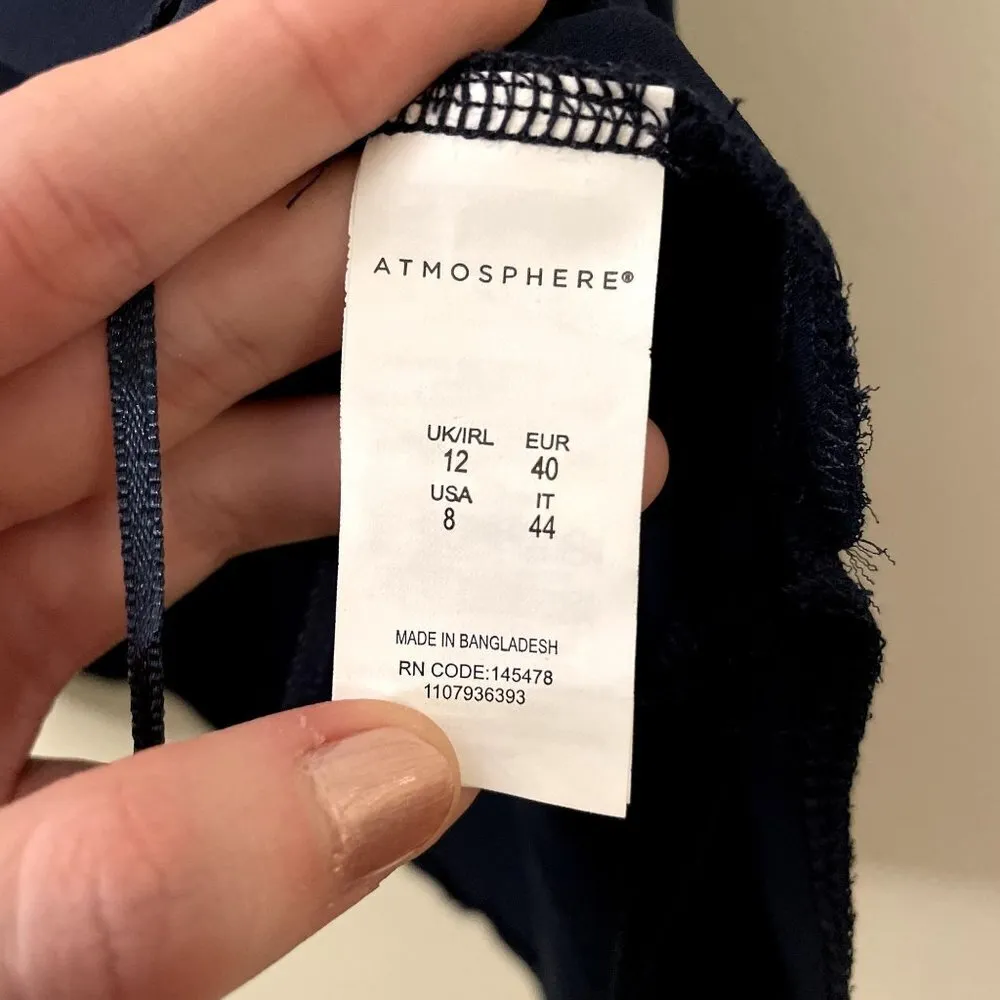 ATMOSPHERE®
UK/IRL EUR
12 40
USA IT
8 44
MADE IN BANGLADESH
RN CODE:145478
1107936393